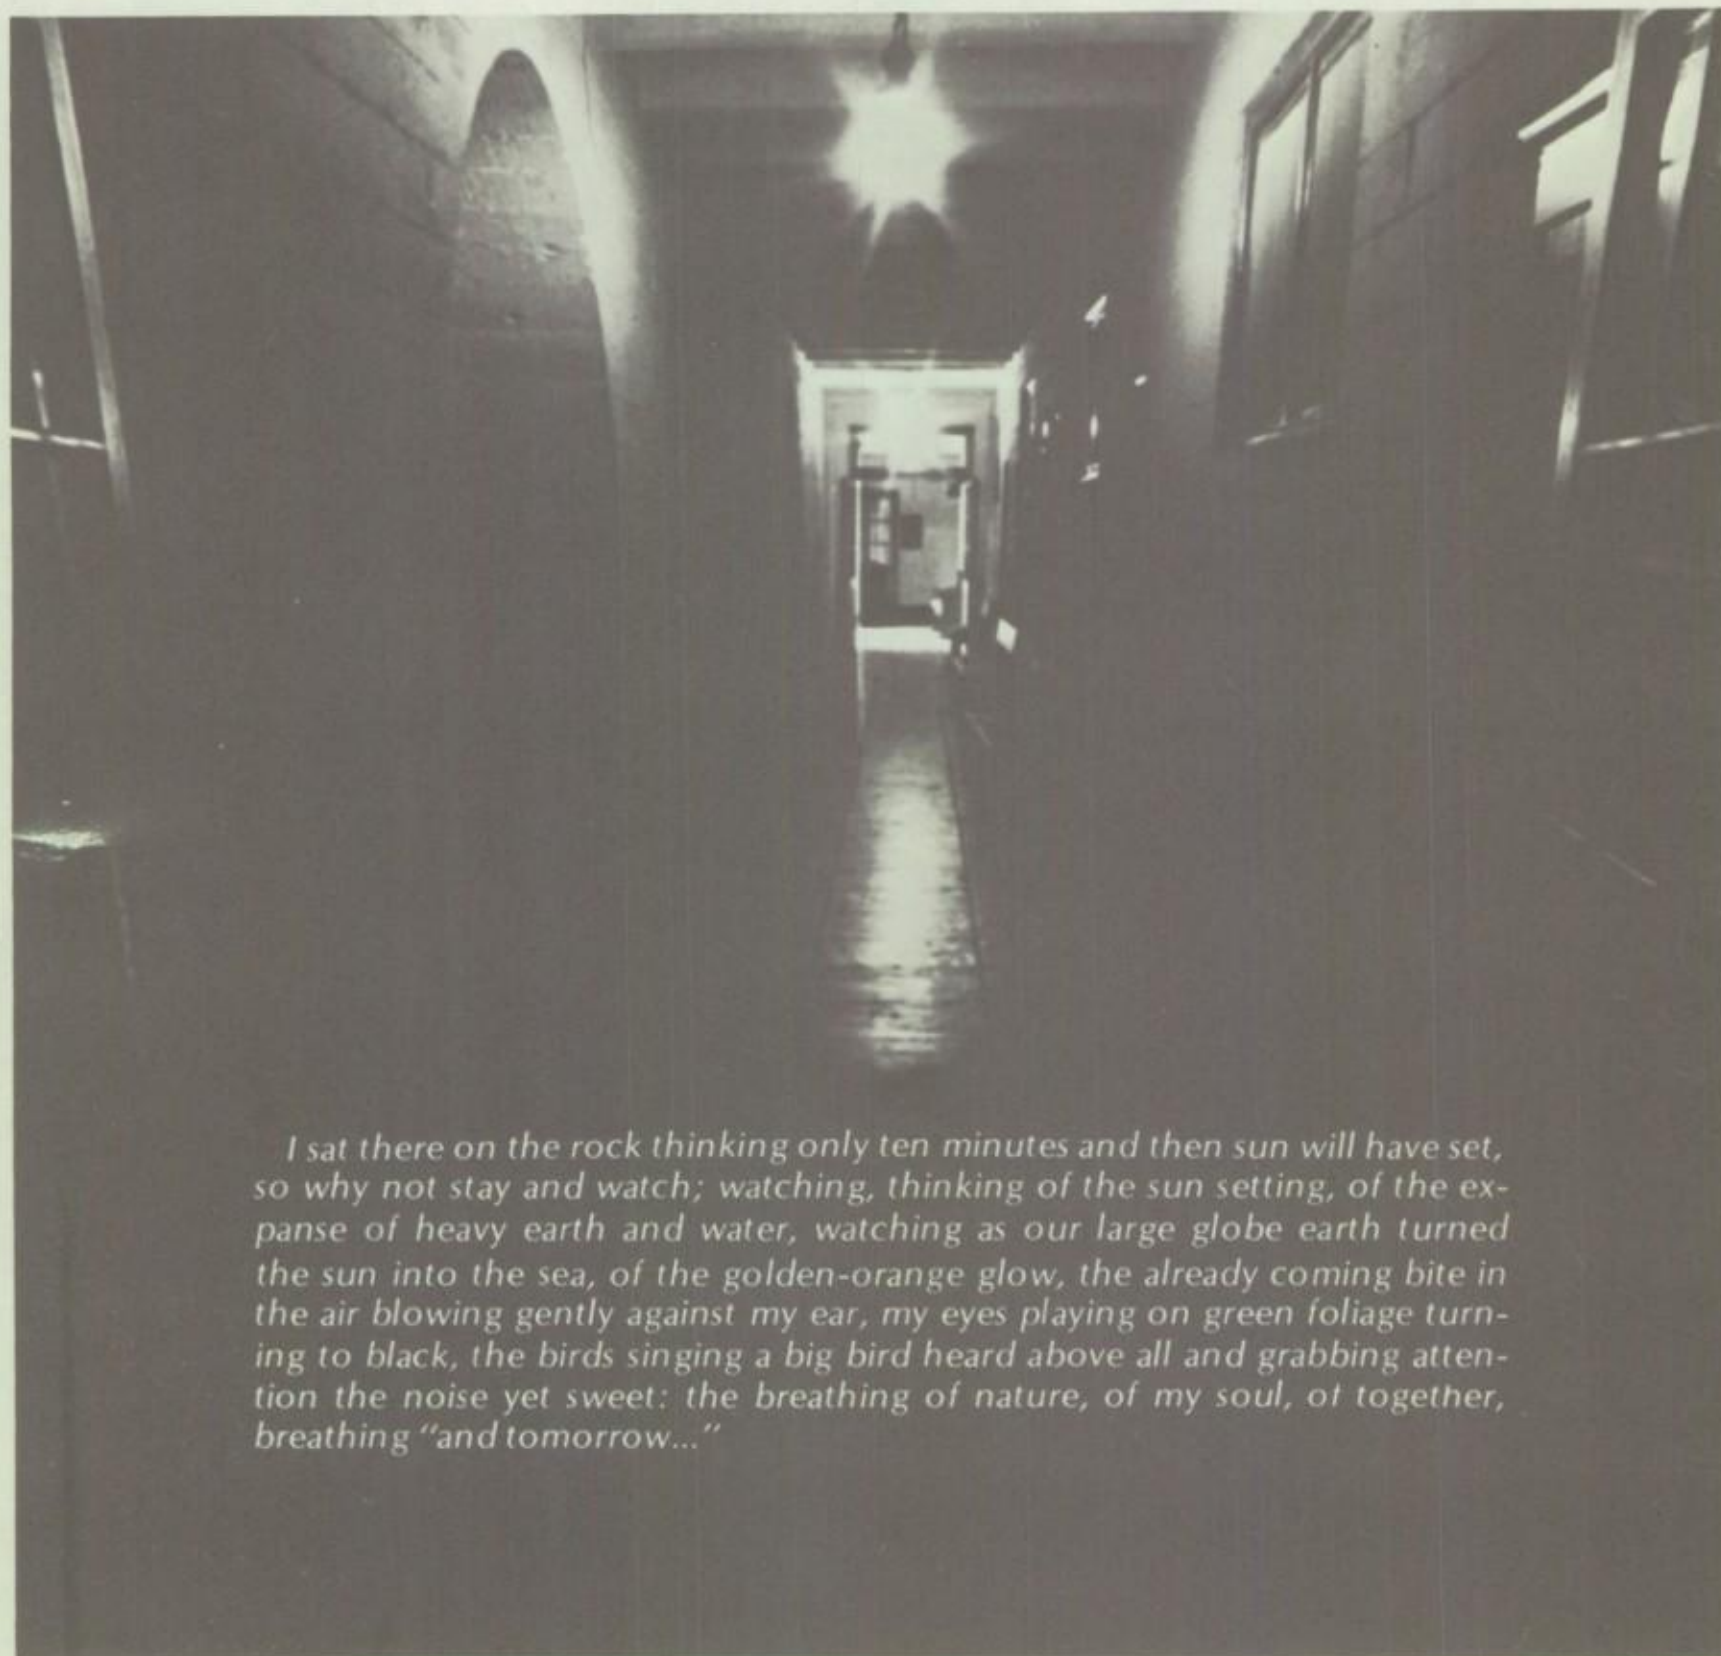 I sat there on the rock thinking only ten minutes and then sun will have set,
so why not stay and watch; watching, thinking of the sun setting, of the ex-
panse of heavy earth and water, watching as our large globe earth turned
the sun into the sea, of the golden-orange glow, the already coming bite in
the air blowing gently against my ear, my eyes playing on green foliage turn-
ing to black, the birds singing a big bird heard above all and grabbing atten-
tion the noise yet sweet: the breathing of nature, of my soul, of together,
breathing “and tomorrow...”